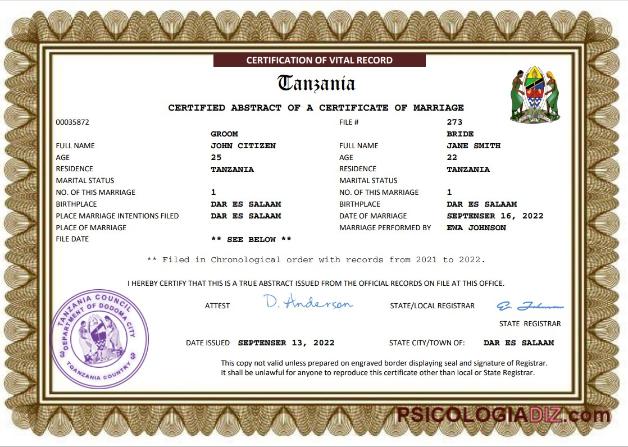 CERTIFICATION OF VITAL RECORD
Tanzania
CERTIFIED ABSTRACT OF A CERTIFICATE OF MARRIAGE
00035872 FILE # 273
GROOM BRIDE
FULL NAME JOHN CITIZEN FULL NAME JANE SMITH
AGE 25 AGE 22
RESIDENCE TANZANIA RESIDENCE TANZANIA
MARITAL STATUS MARITAL STATUS
NO. OF THIS MARRIAGE 1 NO. OF THIS MARRIAGE 1
BIRTHPLACE DAR ES SALAAM BIRTHPLACE DAR ES SALAAM
PLACE MARRIAGE INTENTIONS FILED DAR ES SALAAM DATE OF MARRIAGE SEPTENSER 16, 2022
PLACE OF MARRIAGE MARRIAGE PERFORMED BY EWA JOHNSON
FILE DATE ** SEE BELOW **
** Filed in Chronological order with records from 2021 to 2022.
I HEREBY CERTIFY THAT THIS IS A TRUE ABSTRACT ISSUED FROM THE OFFICIAL RECORDS ON FILE AT THIS OFFICE.
ATTEST D. Anderson STATE/LOCAL REGISTRAR
STATE REGISTRAR
TANZANIA COUNCIL
DEPARTMENT OF DODOMA CITY
TQANZANIA COUNTRY
DATE ISSUED SEPTENSER 13, 2022 STATE CITY/TOWN OF: DAR ES SALAAM
This copy not valid unless prepared on engraved border displaying seal and signature of Registrar.
It shall be unlawful for anyone to reproduce this certificate other than local or State Registrar.
PSICOLOGIADIZ.com